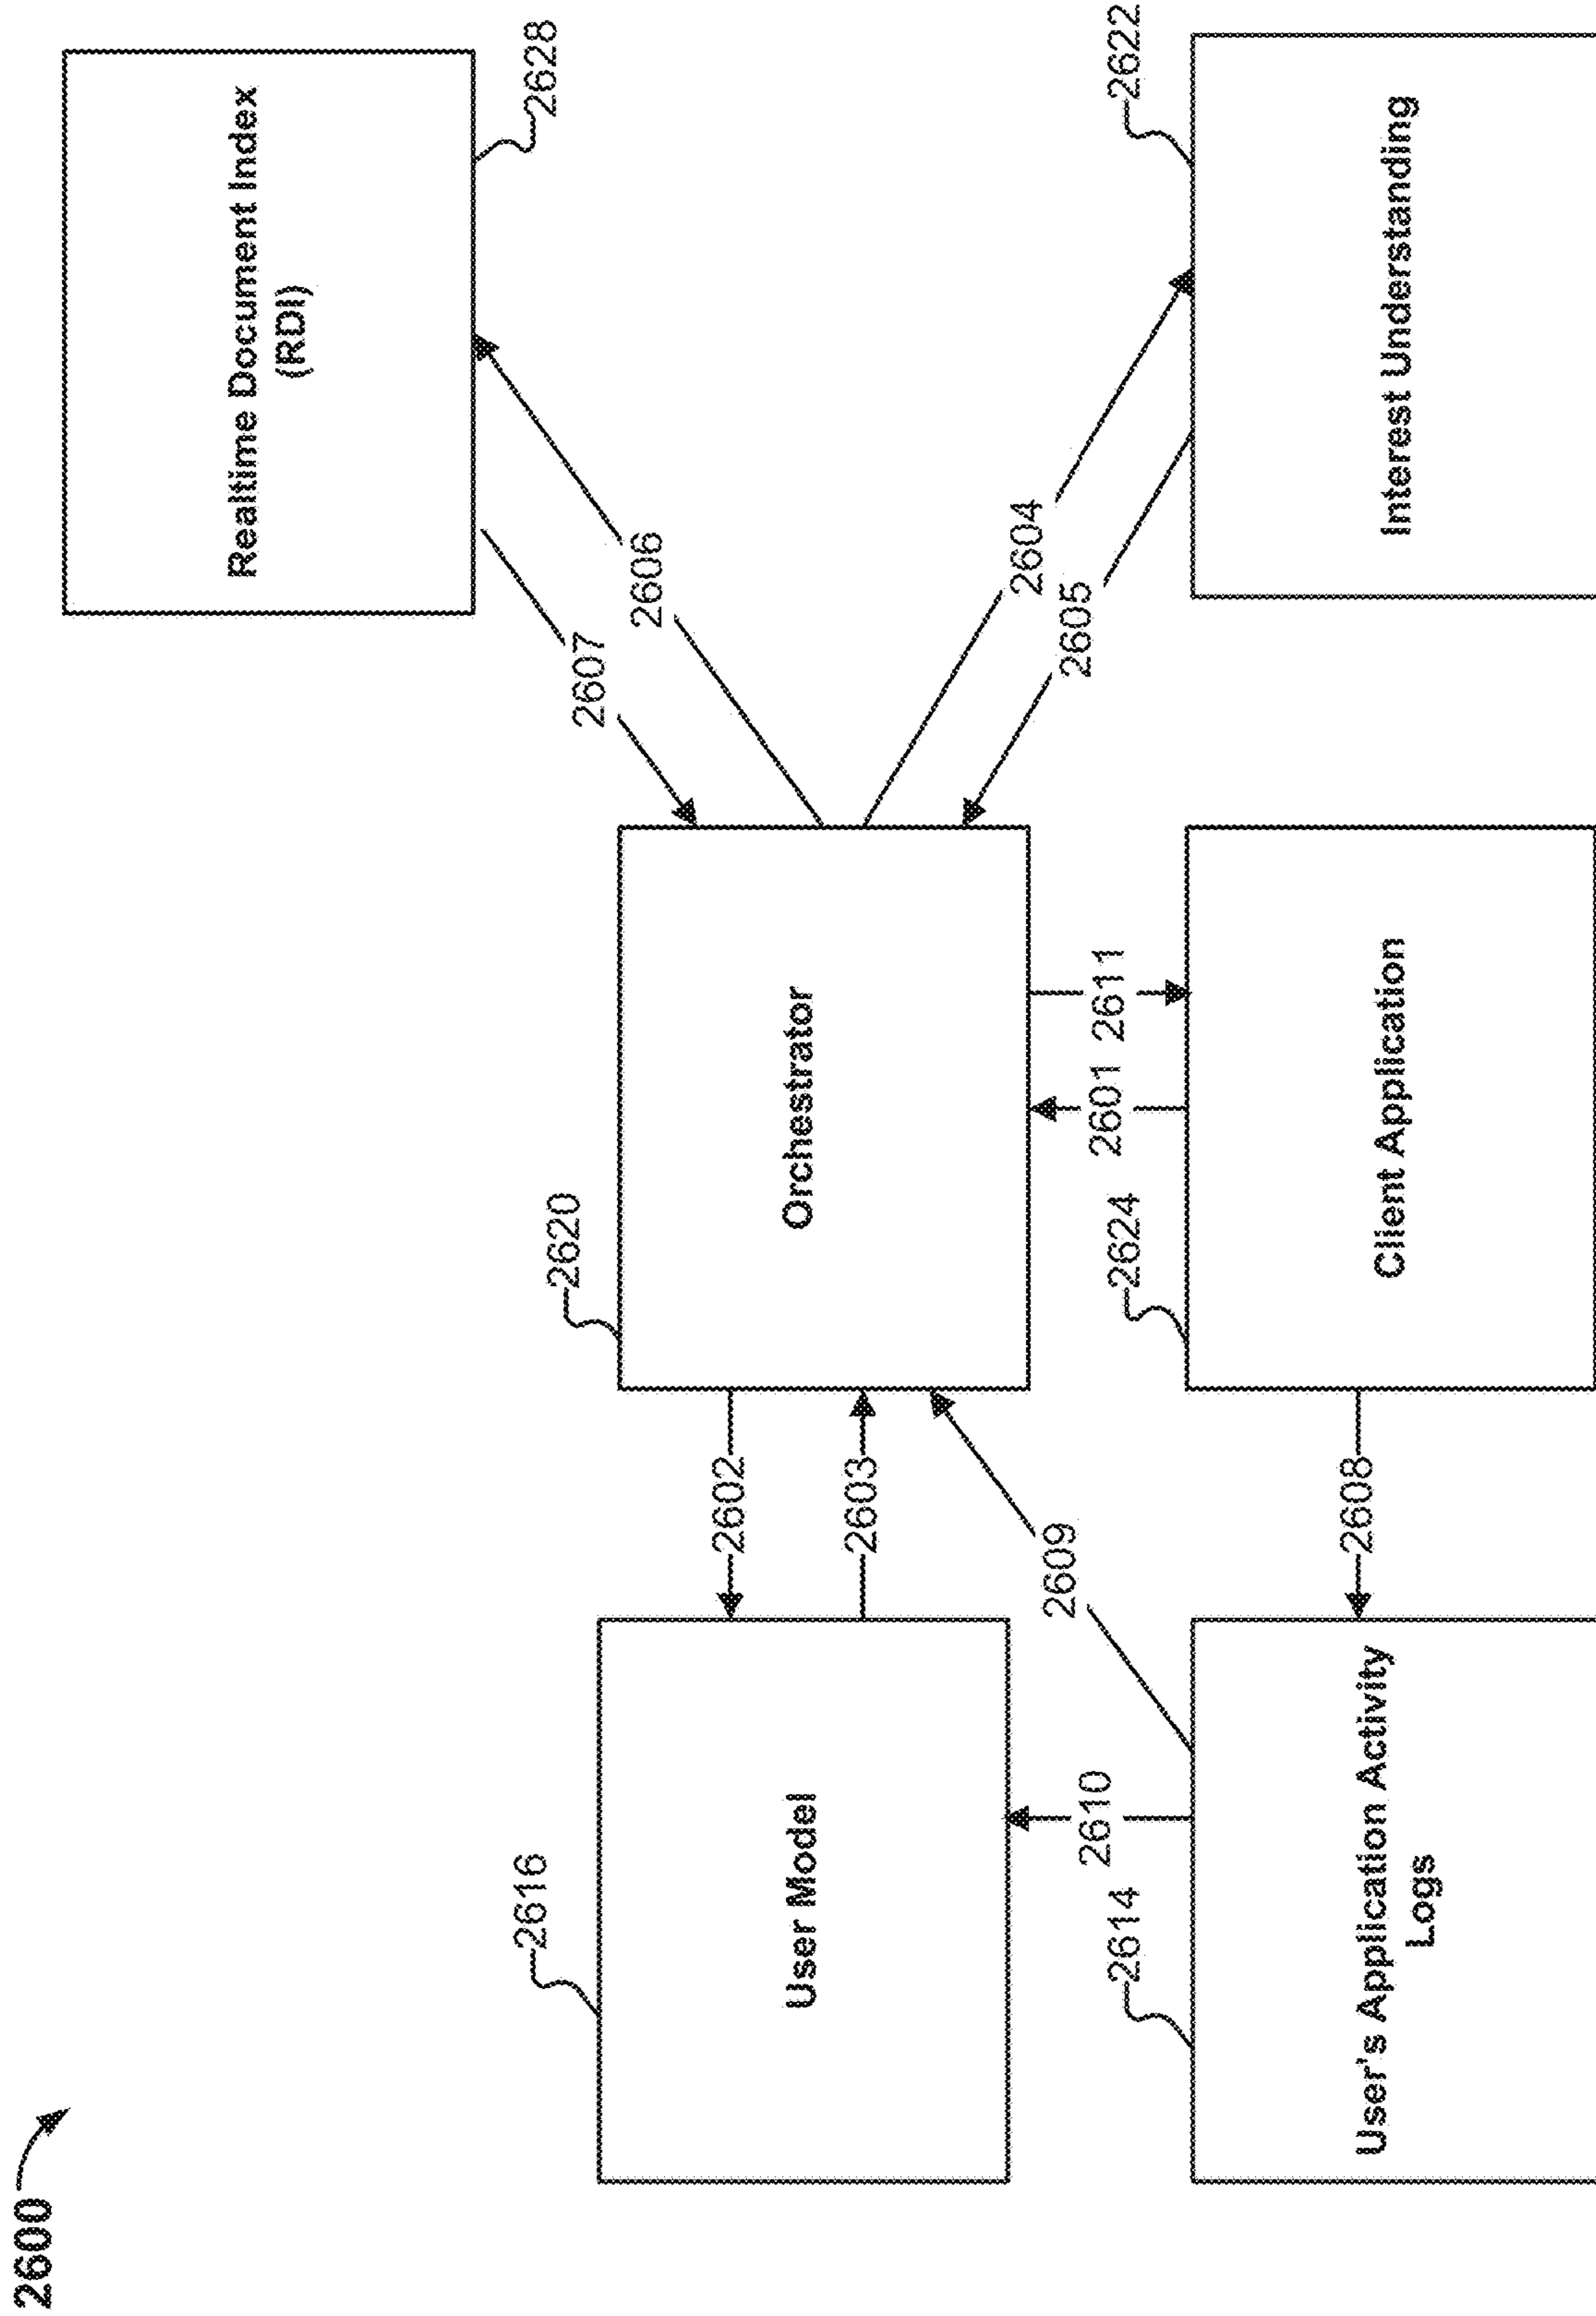 2600
2616
User Model
2602
2603
2620
Orchestrator
2607
2606
Realtime Document Index
(RDI)
2628
2614
User's Application Activity
Logs
2610
2609
2608
2624
Client Application
2601
2611
2605
2604
2622
Interest Understanding